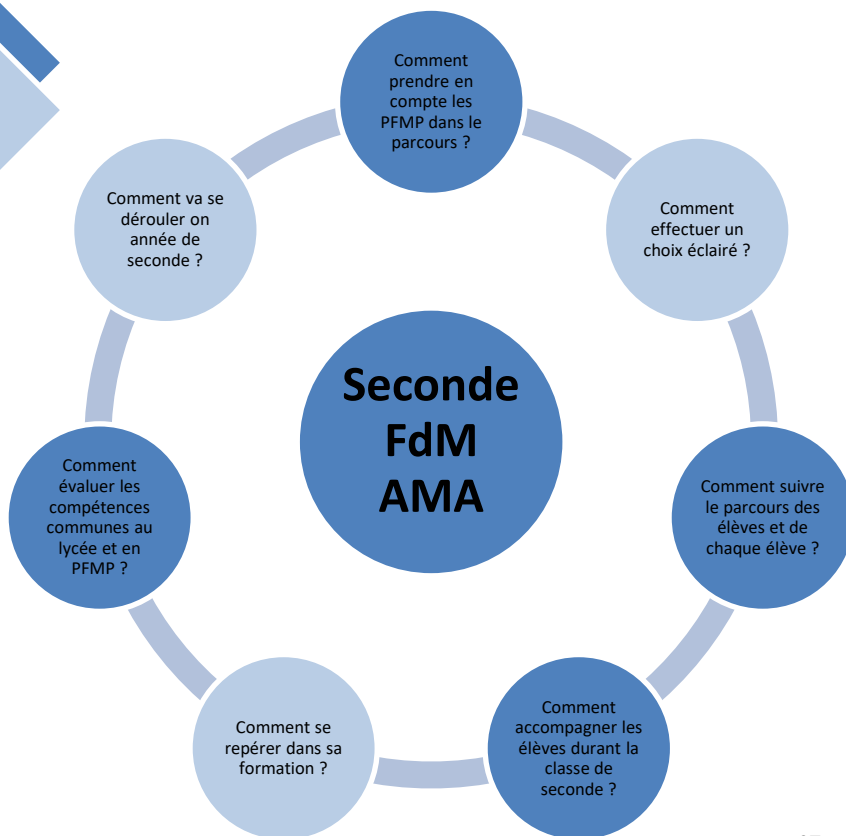 Comment
prendre en
compte les
PFMP dans le
parcours ?
Comment
effectuer un
choix éclairé ?
Comment suivre
le parcours des
élèves et de
chaque élève ?
Comment
accompagner les
élèves durant la
classe de
seconde ?
Comment se
repérer dans sa
formation ?
Comment
évaluer les
compétences
communes au
lycée et en
PFMP ?
Comment va se
dérouler on
année de
seconde ?
Seconde
FdM
AMA